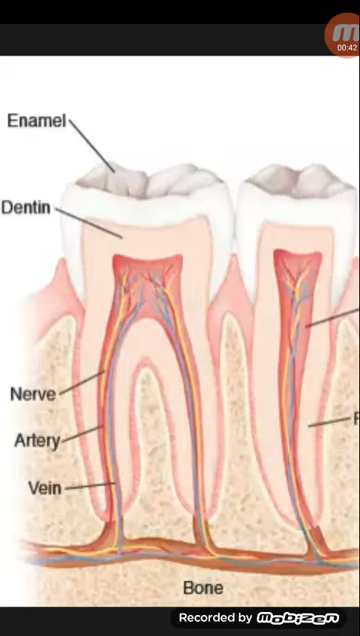 00:42
Enamel
Dentin
Nerve
Artery
Vein
Bone
Recorded by Mobizen